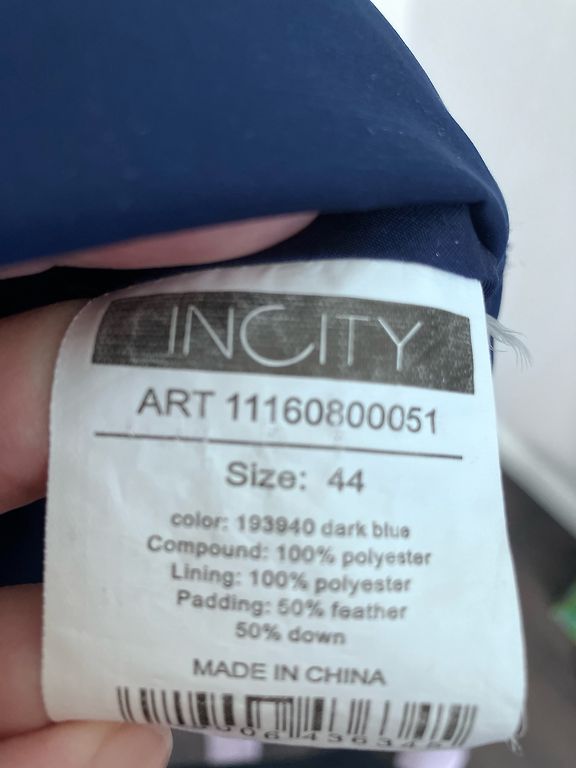 INCITY
ART 11160800051
Size: 44
color: 193940 dark blue
Compound: 100% polyester
Lining: 100% polyester
Padding: 50% feather
50% down
MADE IN CHINA